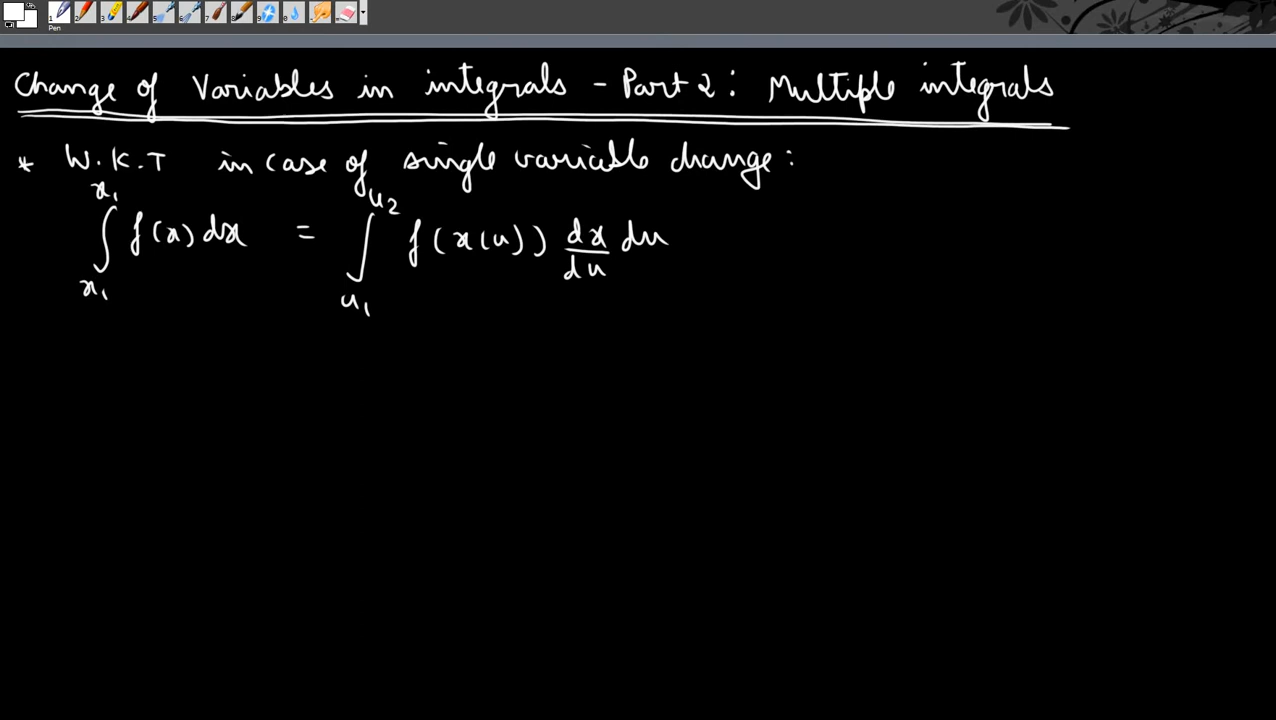 Pen
Change of Variables in integrals - Part 2: Multiple integrals
* W.K.T in case of single variable change:
∫_{x₁}^{x₁} f(x) dx = ∫_{u₁}^{u₂} f(x(u)) dx/du du